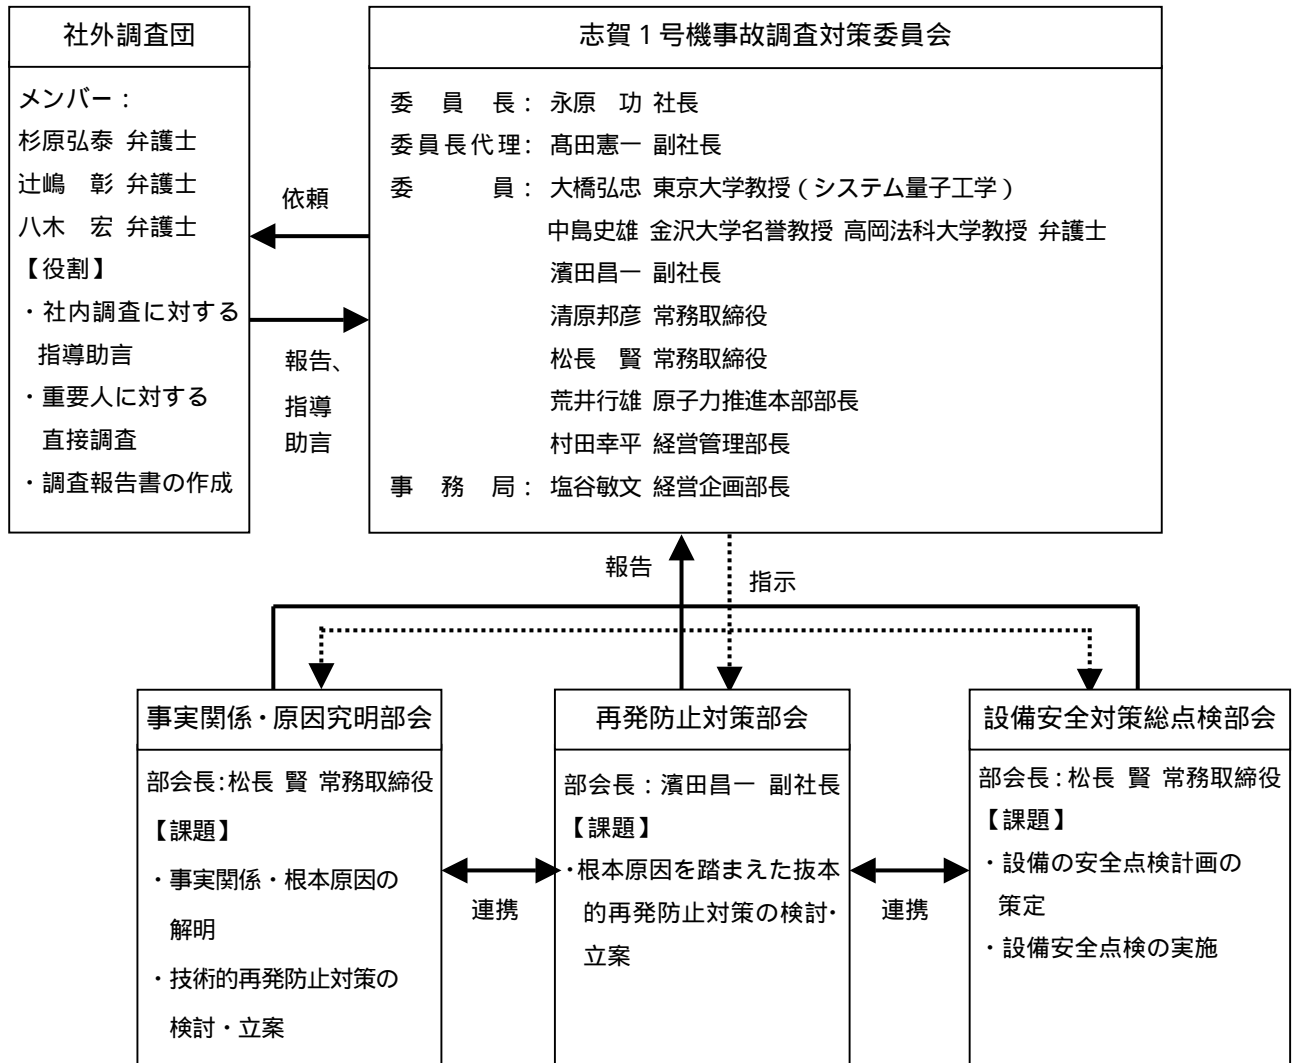 社外調査団
メンバー：
杉原弘泰 弁護士
辻嶋　彰 弁護士
八木　宏 弁護士
【役割】
・社内調査に対する
指導助言
・重要人に対する
直接調査
・調査報告書の作成
依頼
報告、
指導
助言
志賀１号機事故調査対策委員会
委　員　長： 永原　功 社長
委員長代理： 髙田憲一 副社長
委　　　員： 大橋弘忠 東京大学教授（システム量子工学）
中島史雄 金沢大学名誉教授 高岡法科大学教授 弁護士
濱田昌一 副社長
清原邦彦 常務取締役
松長　賢 常務取締役
荒井行雄 原子力推進本部部長
村田幸平 経営管理部長
事　務　局： 塩谷敏文 経営企画部長
報告
指示
事実関係・原因究明部会
部会長：松長 賢 常務取締役
【課題】
・事実関係・根本原因の
解明
・技術的再発防止対策の
検討・立案
連携
再発防止対策部会
部会長：濱田昌一 副社長
【課題】
・根本原因を踏まえた抜本
的再発防止対策の検討・
立案
連携
設備安全対策総点検部会
部会長：松長 賢 常務取締役
【課題】
・設備の安全点検計画の
策定
・設備安全点検の実施